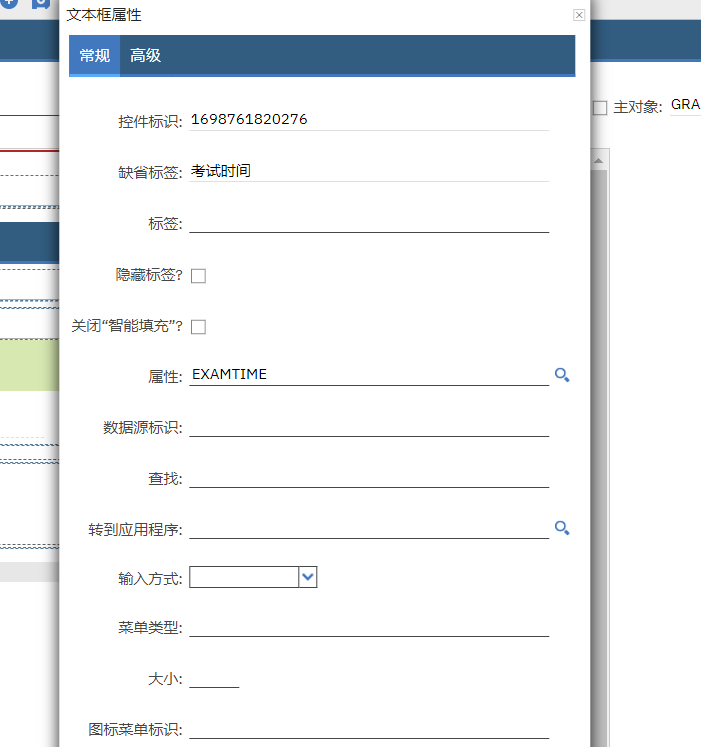 文本框属性
常规 高级
主对象: GRA
控件标识: 1698761820276
缺省标签: 考试时间
标签:
隐藏标签?
关闭“智能填充”?
属性: EXAMTIME
数据源标识:
查找:
转到应用程序:
输入方式:
菜单类型:
大小:
图标菜单标识: